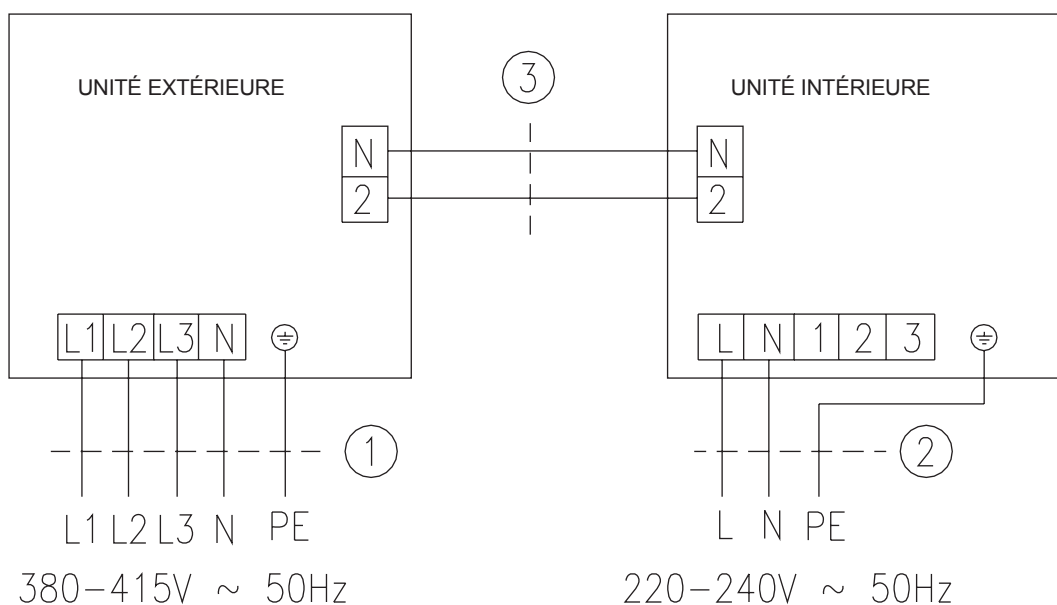 UNITÉ EXTÉRIEURE
UNITÉ INTÉRIEURE
3
N
2
N
2
L1 L2 L3 N
L N 1 2 3
1
2
L1 L2 L3 N PE
L N PE
380-415V ~ 50Hz
220-240V ~ 50Hz